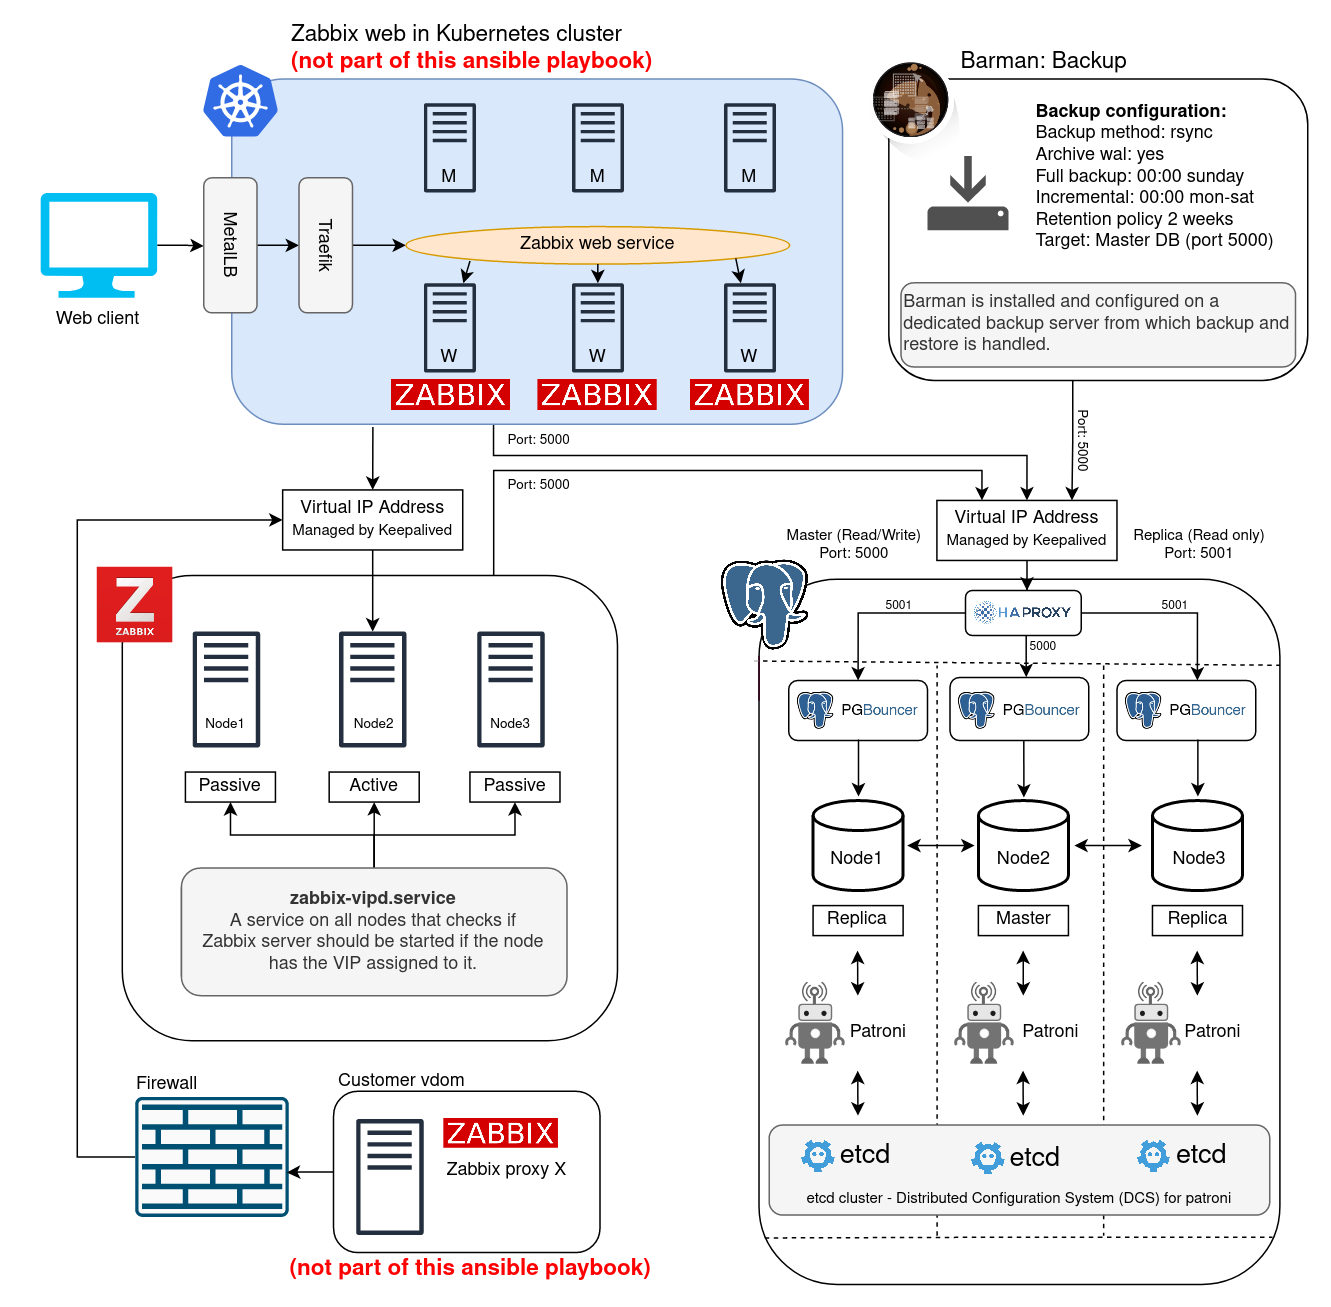 Zabbix web in Kubernetes cluster
(not part of this ansible playbook)
M
M
M
MetalLB
Traefik
Zabbix web service
Web client
W
W
W
ZABBIX
ZABBIX
ZABBIX
Barman: Backup
Backup configuration:
Backup method: rsync
Archive wal: yes
Full backup: 00:00 sunday
Incremental: 00:00 mon-sat
Retention policy 2 weeks
Target: Master DB (port 5000)
Barman is installed and configured on a
dedicated backup server from which backup and
restore is handled.
Port: 5000
Port: 5000
Port: 5000
Virtual IP Address
Managed by Keepalived
Z
ZABBIX
Node1
Node2
Node3
Passive
Active
Passive
zabbix-vipd.service
A service on all nodes that checks if
Zabbix server should be started if the node
has the VIP assigned to it.
Firewall
Customer vdom
ZABBIX
Zabbix proxy X
(not part of this ansible playbook)
Virtual IP Address
Managed by Keepalived
Master (Read/Write)
Port: 5000
Replica (Read only)
Port: 5001
HAPROXY
5001
5001
5000
PGBouncer
PGBouncer
PGBouncer
Node1
Node2
Node3
Replica
Master
Replica
Patroni
Patroni
Patroni
etcd
etcd
etcd
etcd cluster - Distributed Configuration System (DCS) for patroni